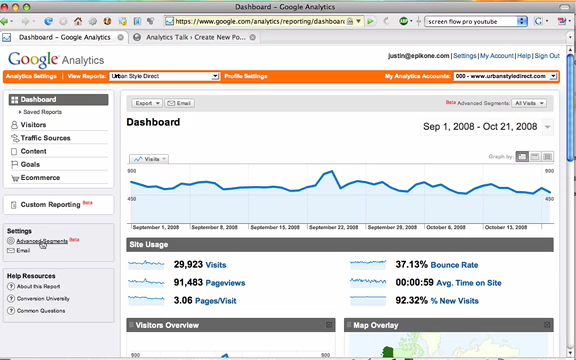 Dashboard - Google Analytics
https://www.google.com/analytics/reporting/dashboard
screen flow pro youtube
Dashboard - Google Analytics
Analytics Talk › Create New Po...
Google Analytics
justin@epikone.com | Settings | My Account | Help | Sign Out
Analytics Settings | View Reports: Urban Style Direct Profile Settings
My Analytics Accounts: 000 - www.urbanstyledirect.com
Dashboard
Saved Reports
Visitors
Traffic Sources
Content
Goals
Ecommerce
Custom Reporting Beta
Settings
Advanced Segments Beta
Email
Help Resources
About this Report
Conversion University
Common Questions
Export Email
Beta Advanced Segments: All Visits
Dashboard
Sep 1, 2008 - Oct 21, 2008
Visits
Graph by:
900 900
450 450
September 1, 2008 September 8, 2008 September 15, 2008 September 22, 2008 September 29, 2008 October 6, 2008 October 13, 2008
Site Usage
29,923 Visits
37.13% Bounce Rate
91,483 Pageviews
00:00:59 Avg. Time on Site
3.06 Pages/Visit
92.32% % New Visits
Visitors Overview
Map Overlay